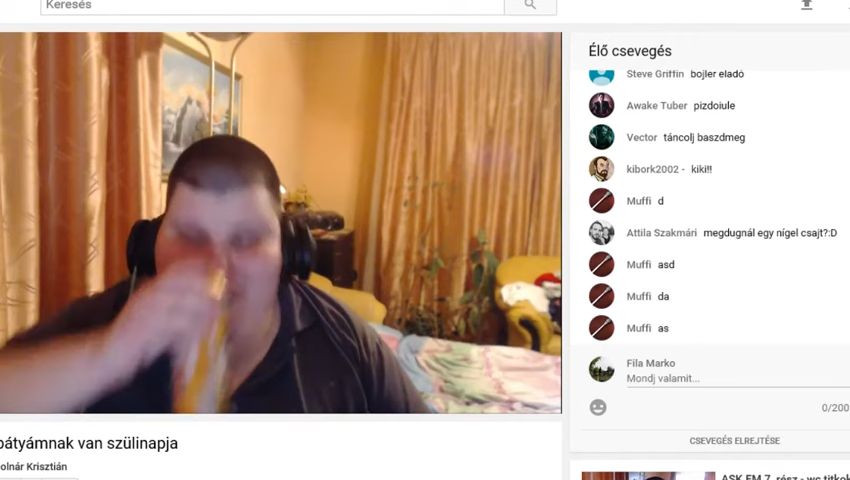 Keresés
Élő csevegés
Steve Griffin bojler eladó
Awake Tuber pizdoiule
Vector táncolj baszdmeg
kibork2002 - kiki!!
Muffi d
Attila Szakmári megdugnál egy nígel csajt?:D
Muffi asd
Muffi da
Muffi as
Fila Marko
Mondj valamit...
0/200
CSEVEGÉS ELREJTÉSE
bátyámnak van szülinapja
olnár Krisztián
ASK.FM 7. rész - wc titkok